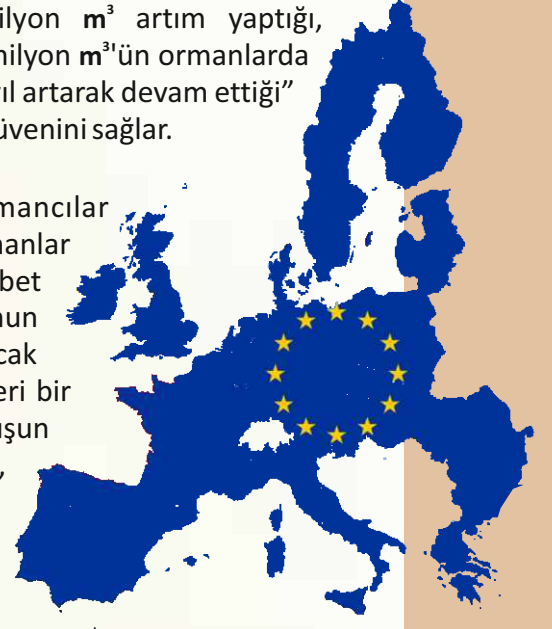 ilyon m³ artım yaptığı,
milyon m³'ün ormanlarda
ıl artarak devam ettiği”
üvenini sağlar.
mancılar
anlar
bet
nun
cak
eri bir
uşun
”